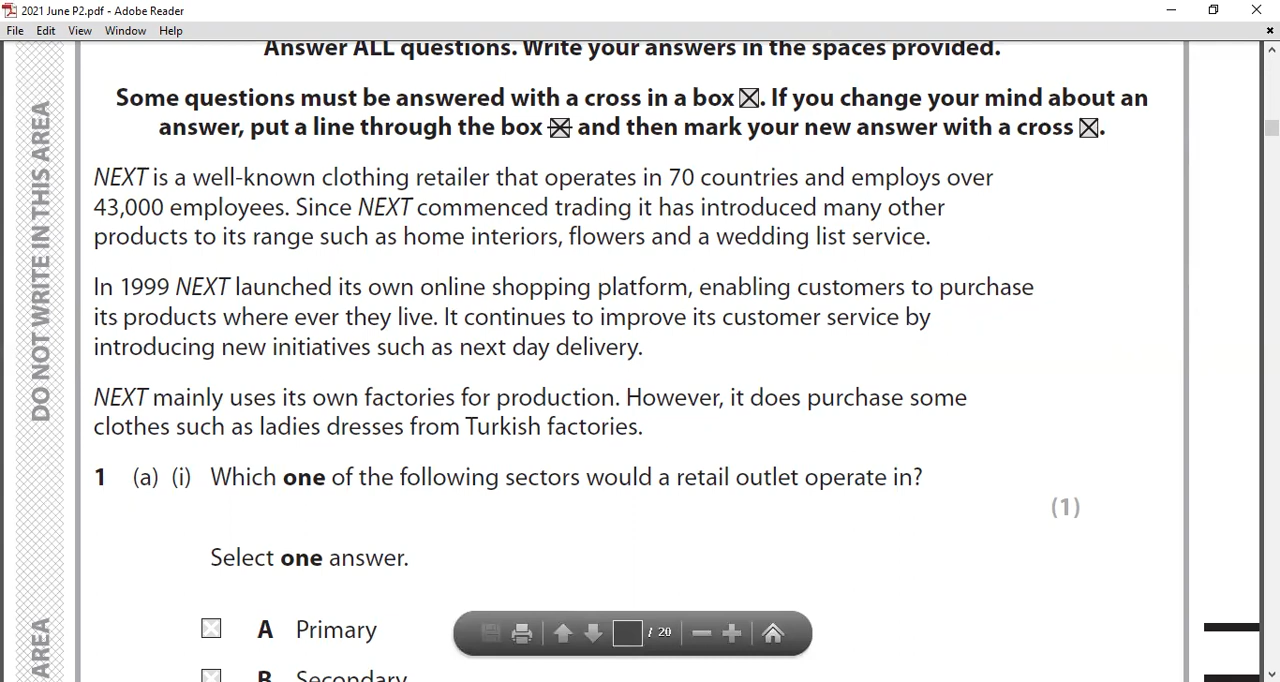 2021 June P2.pdf - Adobe Reader
File Edit View Window Help
Answer ALL questions. Write your answers in the spaces provided.
Some questions must be answered with a cross in a box ☒. If you change your mind about an
answer, put a line through the box and then mark your new answer with a cross ☒.
NEXT is a well-known clothing retailer that operates in 70 countries and employs over
43,000 employees. Since NEXT commenced trading it has introduced many other
products to its range such as home interiors, flowers and a wedding list service.
In 1999 NEXT launched its own online shopping platform, enabling customers to purchase
its products where ever they live. It continues to improve its customer service by
introducing new initiatives such as next day delivery.
NEXT mainly uses its own factories for production. However, it does purchase some
clothes such as ladies dresses from Turkish factories.
1 (a) (i) Which one of the following sectors would a retail outlet operate in?
(1)
Select one answer.
A Primary
B Secondary
/ 20
DO NOT WRITE IN THIS AREA
AREA